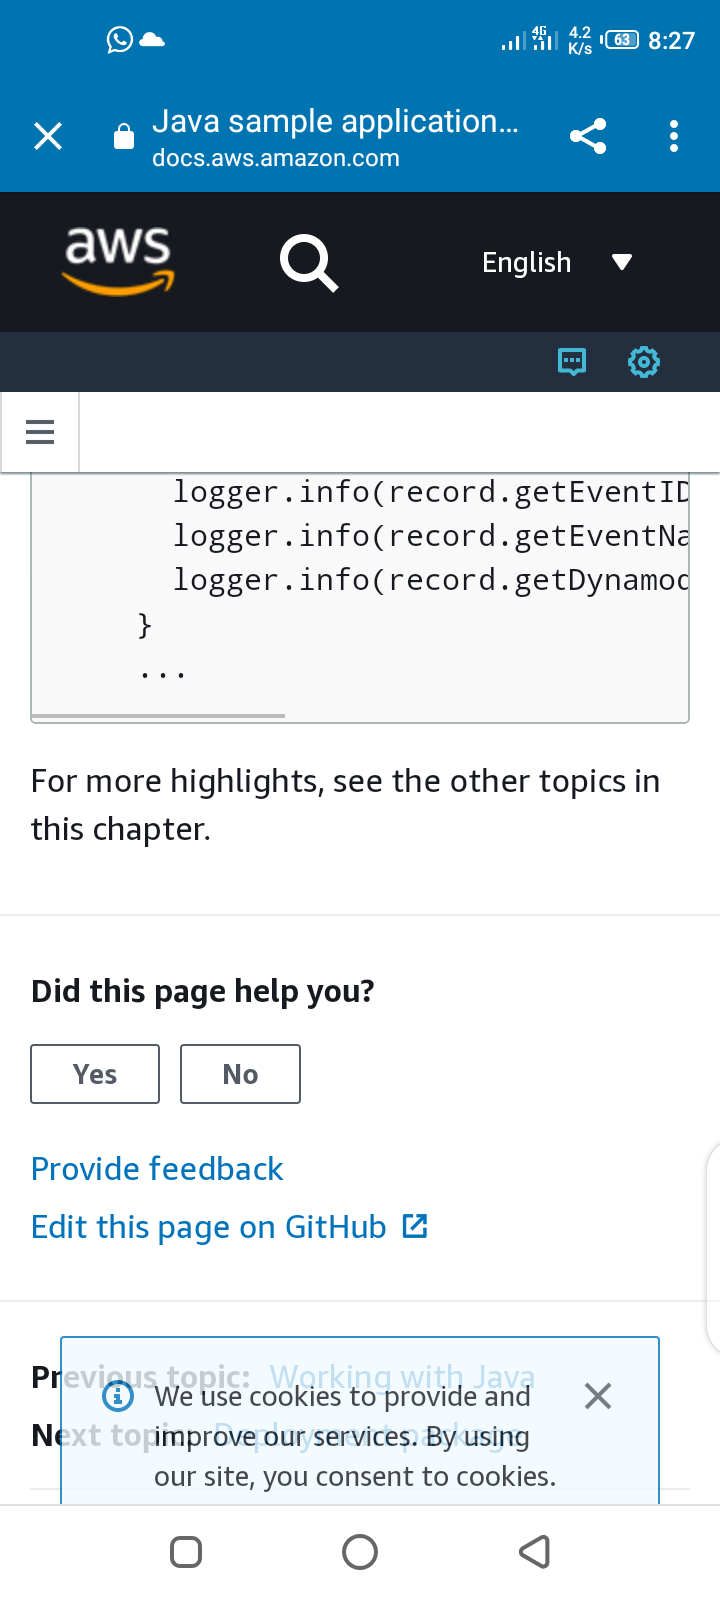 4G 4.2 K/s 63 8:27
Java sample application...
docs.aws.amazon.com
aws English
logger.info(record.getEventID
logger.info(record.getEventNa
logger.info(record.getDynamod
}
...
For more highlights, see the other topics in
this chapter.
Did this page help you?
Yes No
Provide feedback
Edit this page on GitHub
Previous topic: Working with Java
Next topic: Deployment package
We use cookies to provide and
improve our services. By using
our site, you consent to cookies.